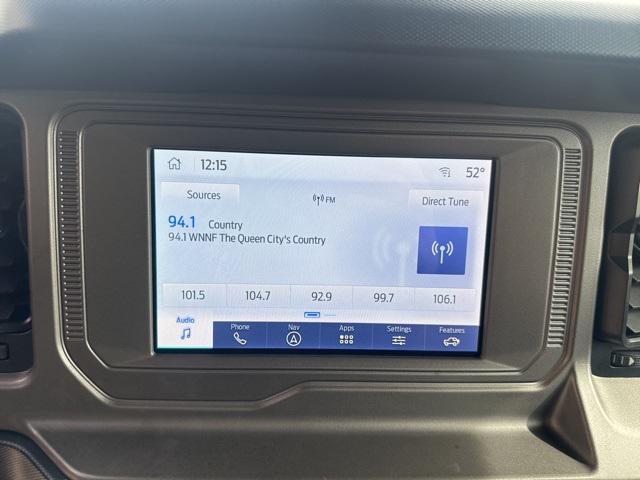 12:15 52°
Sources FM Direct Tune
94.1 Country
94.1 WNNF The Queen City's Country
101.5 104.7 92.9 99.7 106.1
Audio Phone Nav Apps Settings Features